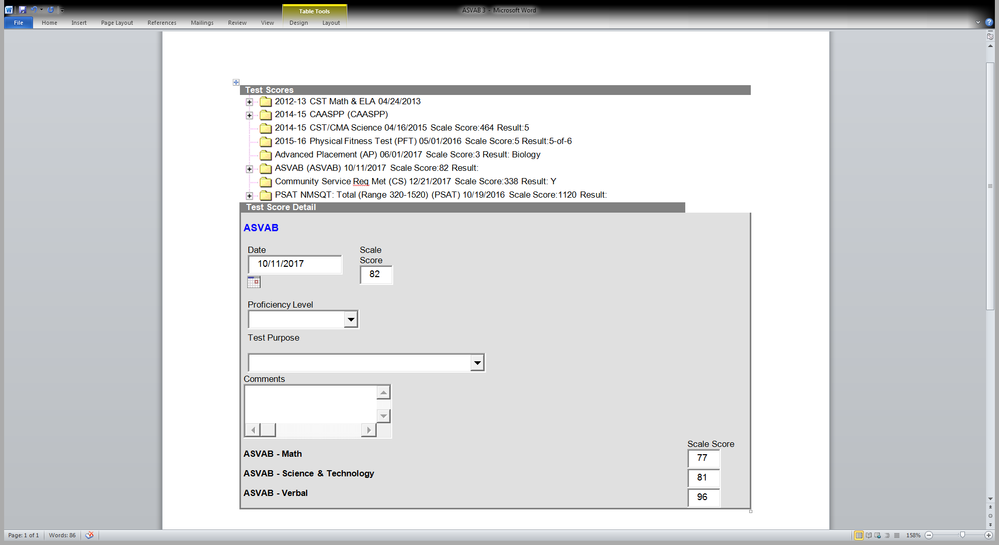 ASVAB 3 - Microsoft Word
Table Tools
File Home Insert Page Layout References Mailings Review View Design Layout
Test Scores
2012-13 CST Math & ELA 04/24/2013
2014-15 CAASPP (CAASPP)
2014-15 CST/CMA Science 04/16/2015 Scale Score:464 Result:5
2015-16 Physical Fitness Test (PFT) 05/01/2016 Scale Score:5 Result:5-of-6
Advanced Placement (AP) 06/01/2017 Scale Score:3 Result: Biology
ASVAB (ASVAB) 10/11/2017 Scale Score:82 Result:
Community Service Req Met (CS) 12/21/2017 Scale Score:338 Result: Y
PSAT NMSQT: Total (Range 320-1520) (PSAT) 10/19/2016 Scale Score:1120 Result:
Test Score Detail
ASVAB
Date
10/11/2017
Scale
Score
82
Proficiency Level
Test Purpose
Comments
Scale Score
ASVAB - Math 77
ASVAB - Science & Technology 81
ASVAB - Verbal 96
Page: 1 of 1 Words: 86 158%